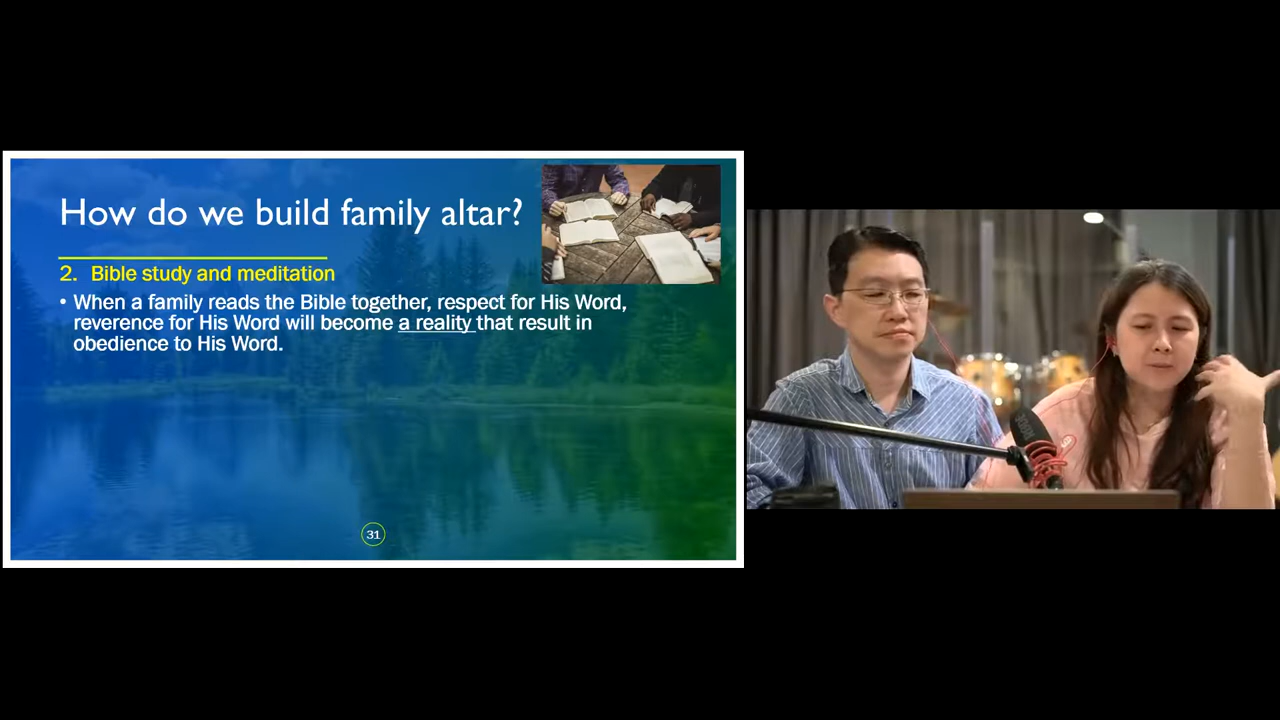 How do we build family altar?
2. Bible study and meditation
• When a family reads the Bible together, respect for His Word,
reverence for His Word will become a reality that result in
obedience to His Word.
31